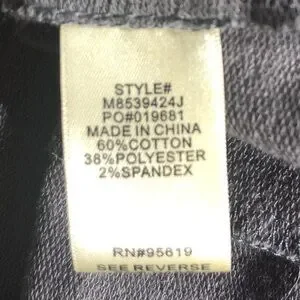 STYLE#
M8539424J
PO#019681
MADE IN CHINA
60%COTTON
38%POLYESTER
2%SPANDEX
RN#95619
SEE REVERSE